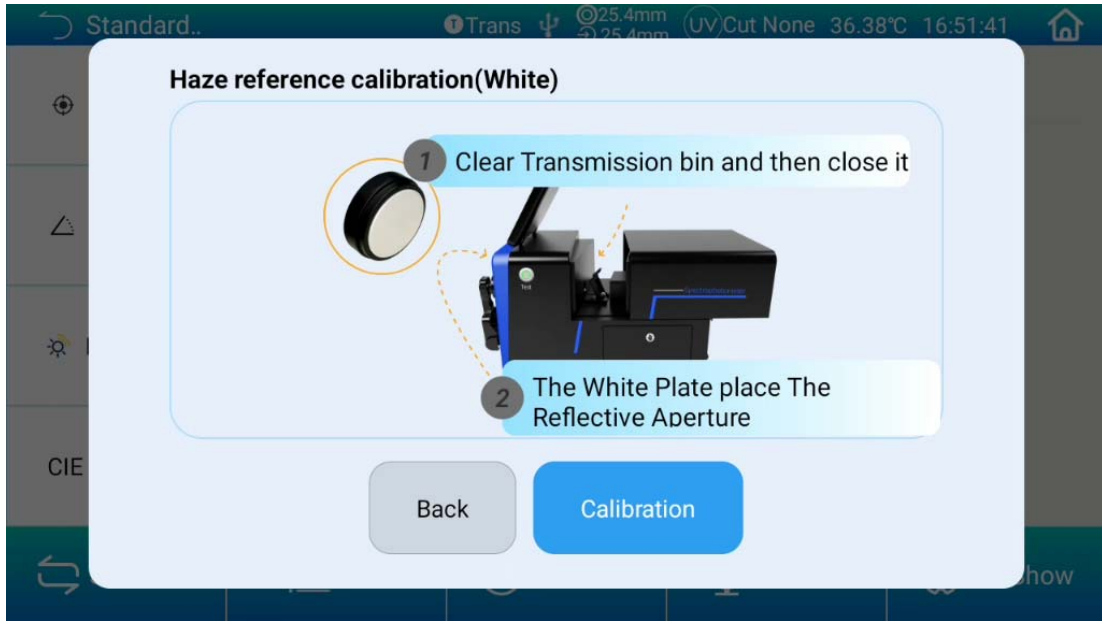 Standard..
Trans
25.4mm
25.4mm
UV Cut None
36.38°C
16:51:41
Haze reference calibration(White)
1
Clear Transmission bin and then close it
Test
2
The White Plate place The
Reflective Aperture
CIE
Back
Calibration